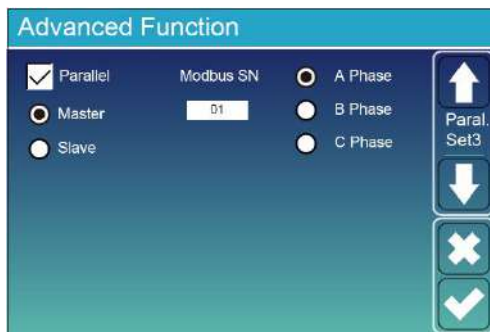 Advanced Function
Parallel
Modbus SN
A Phase
Master
01
B Phase
Slave
C Phase
Paral.
Set3